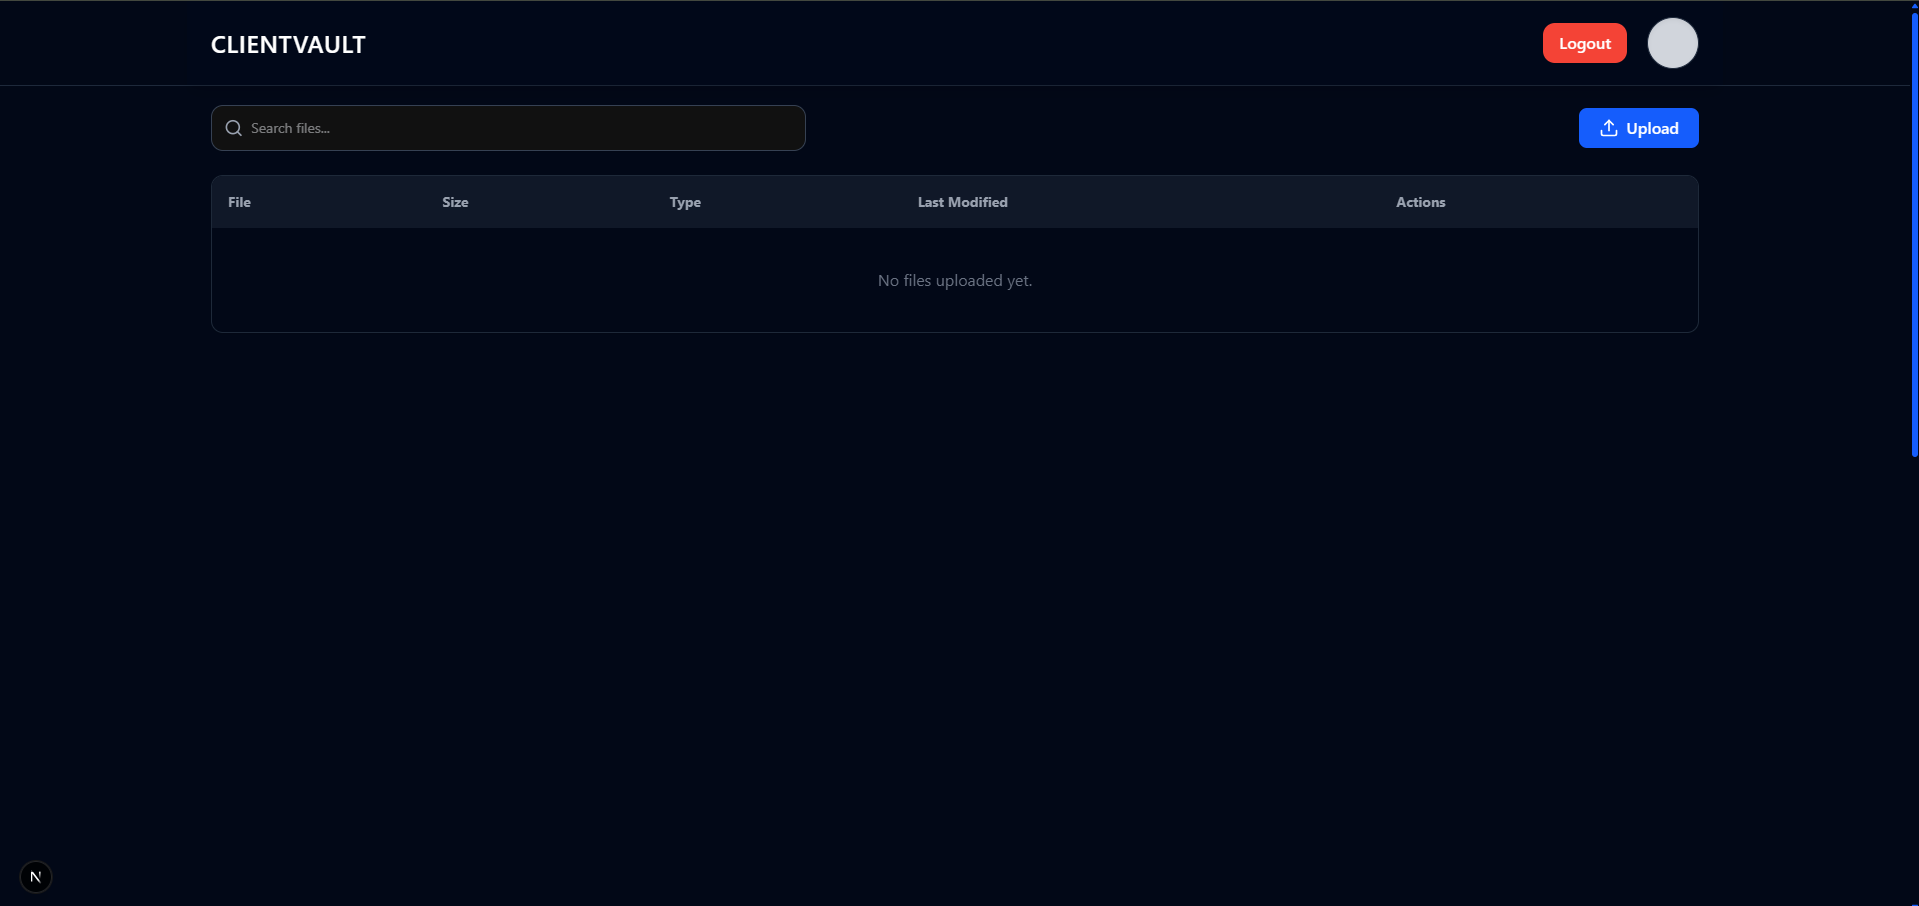 CLIENTVAULT
Logout
Search files...
Upload
File Size Type Last Modified Actions
No files uploaded yet.
N